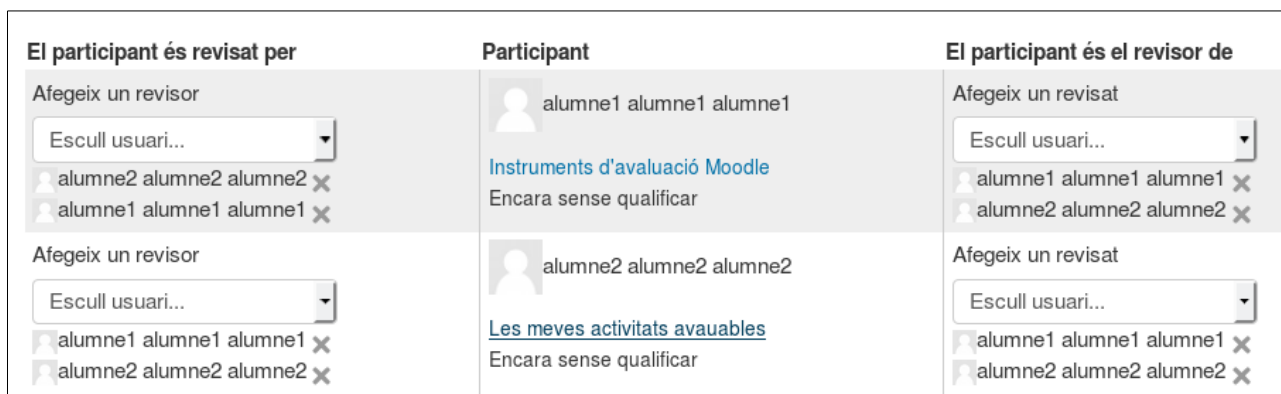 El participant és revisat per
Participant
El participant és el revisor de
Afegeix un revisor
Escull usuari...
alumne2 alumne2 alumne2
alumne1 alumne1 alumne1
alumne1 alumne1 alumne1
Instruments d'avaluació Moodle
Encara sense qualificar
Afegeix un revisat
Escull usuari...
alumne1 alumne1 alumne1
alumne2 alumne2 alumne2
Afegeix un revisor
Escull usuari...
alumne1 alumne1 alumne1
alumne2 alumne2 alumne2
alumne2 alumne2 alumne2
Les meves activitats avauables
Encara sense qualificar
Afegeix un revisat
Escull usuari...
alumne1 alumne1 alumne1
alumne2 alumne2 alumne2